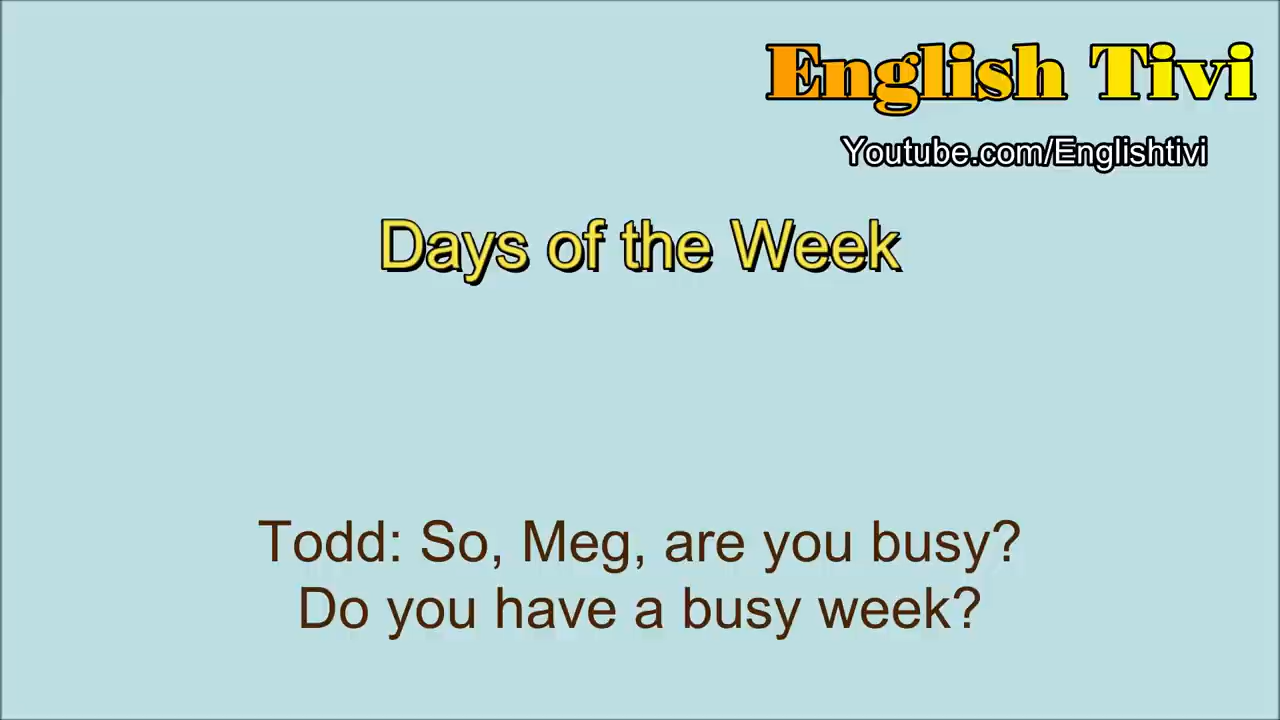 English Tivi
Youtube.com/Englishtivi
Days of the Week
Todd: So, Meg, are you busy?
Do you have a busy week?